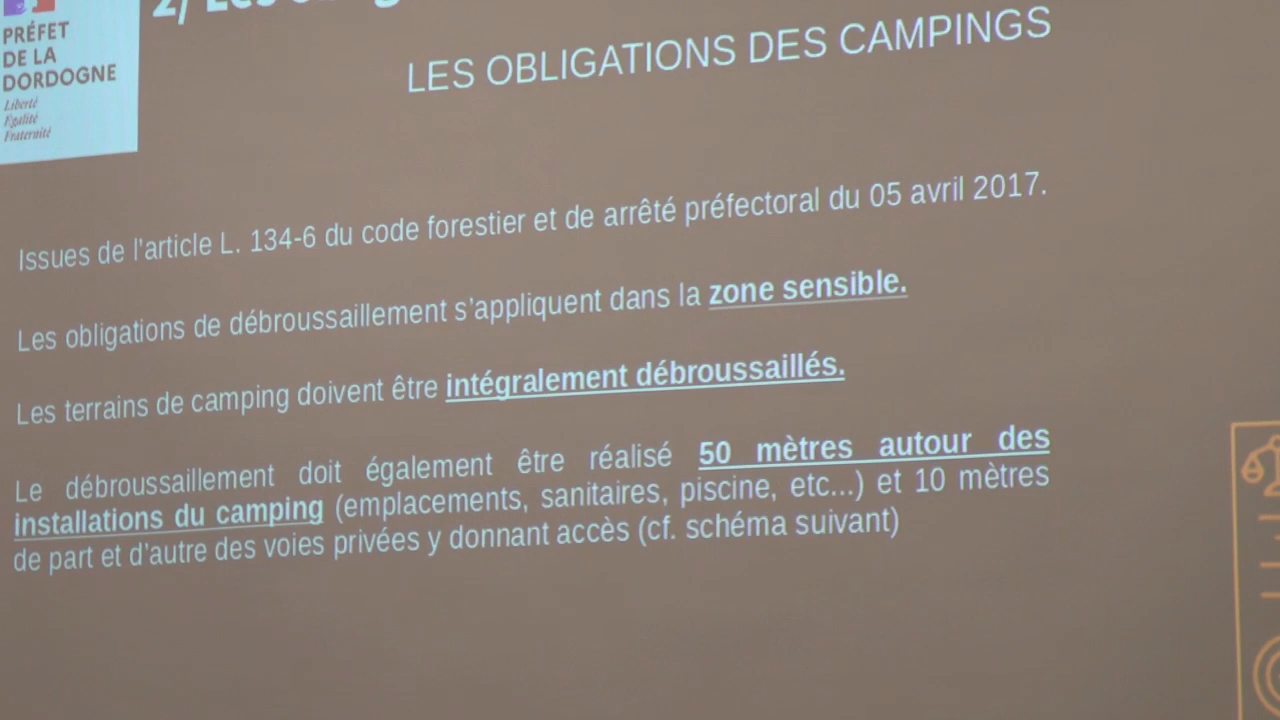 PRÉFET
DE LA
DORDOGNE
Liberté
Égalité
Fraternité
2/ Les
LES OBLIGATIONS DES CAMPINGS
Issues de l'article L. 134-6 du code forestier et de arrêté préfectoral du 05 avril 2017.
Les obligations de débroussaillement s'appliquent dans la zone sensible.
Les terrains de camping doivent être intégralement débroussaillés.
Le débroussaillement doit également être réalisé 50 mètres autour des
installations du camping (emplacements, sanitaires, piscine, etc...) et 10 mètres
de part et d'autre des voies privées y donnant accès (cf. schéma suivant)